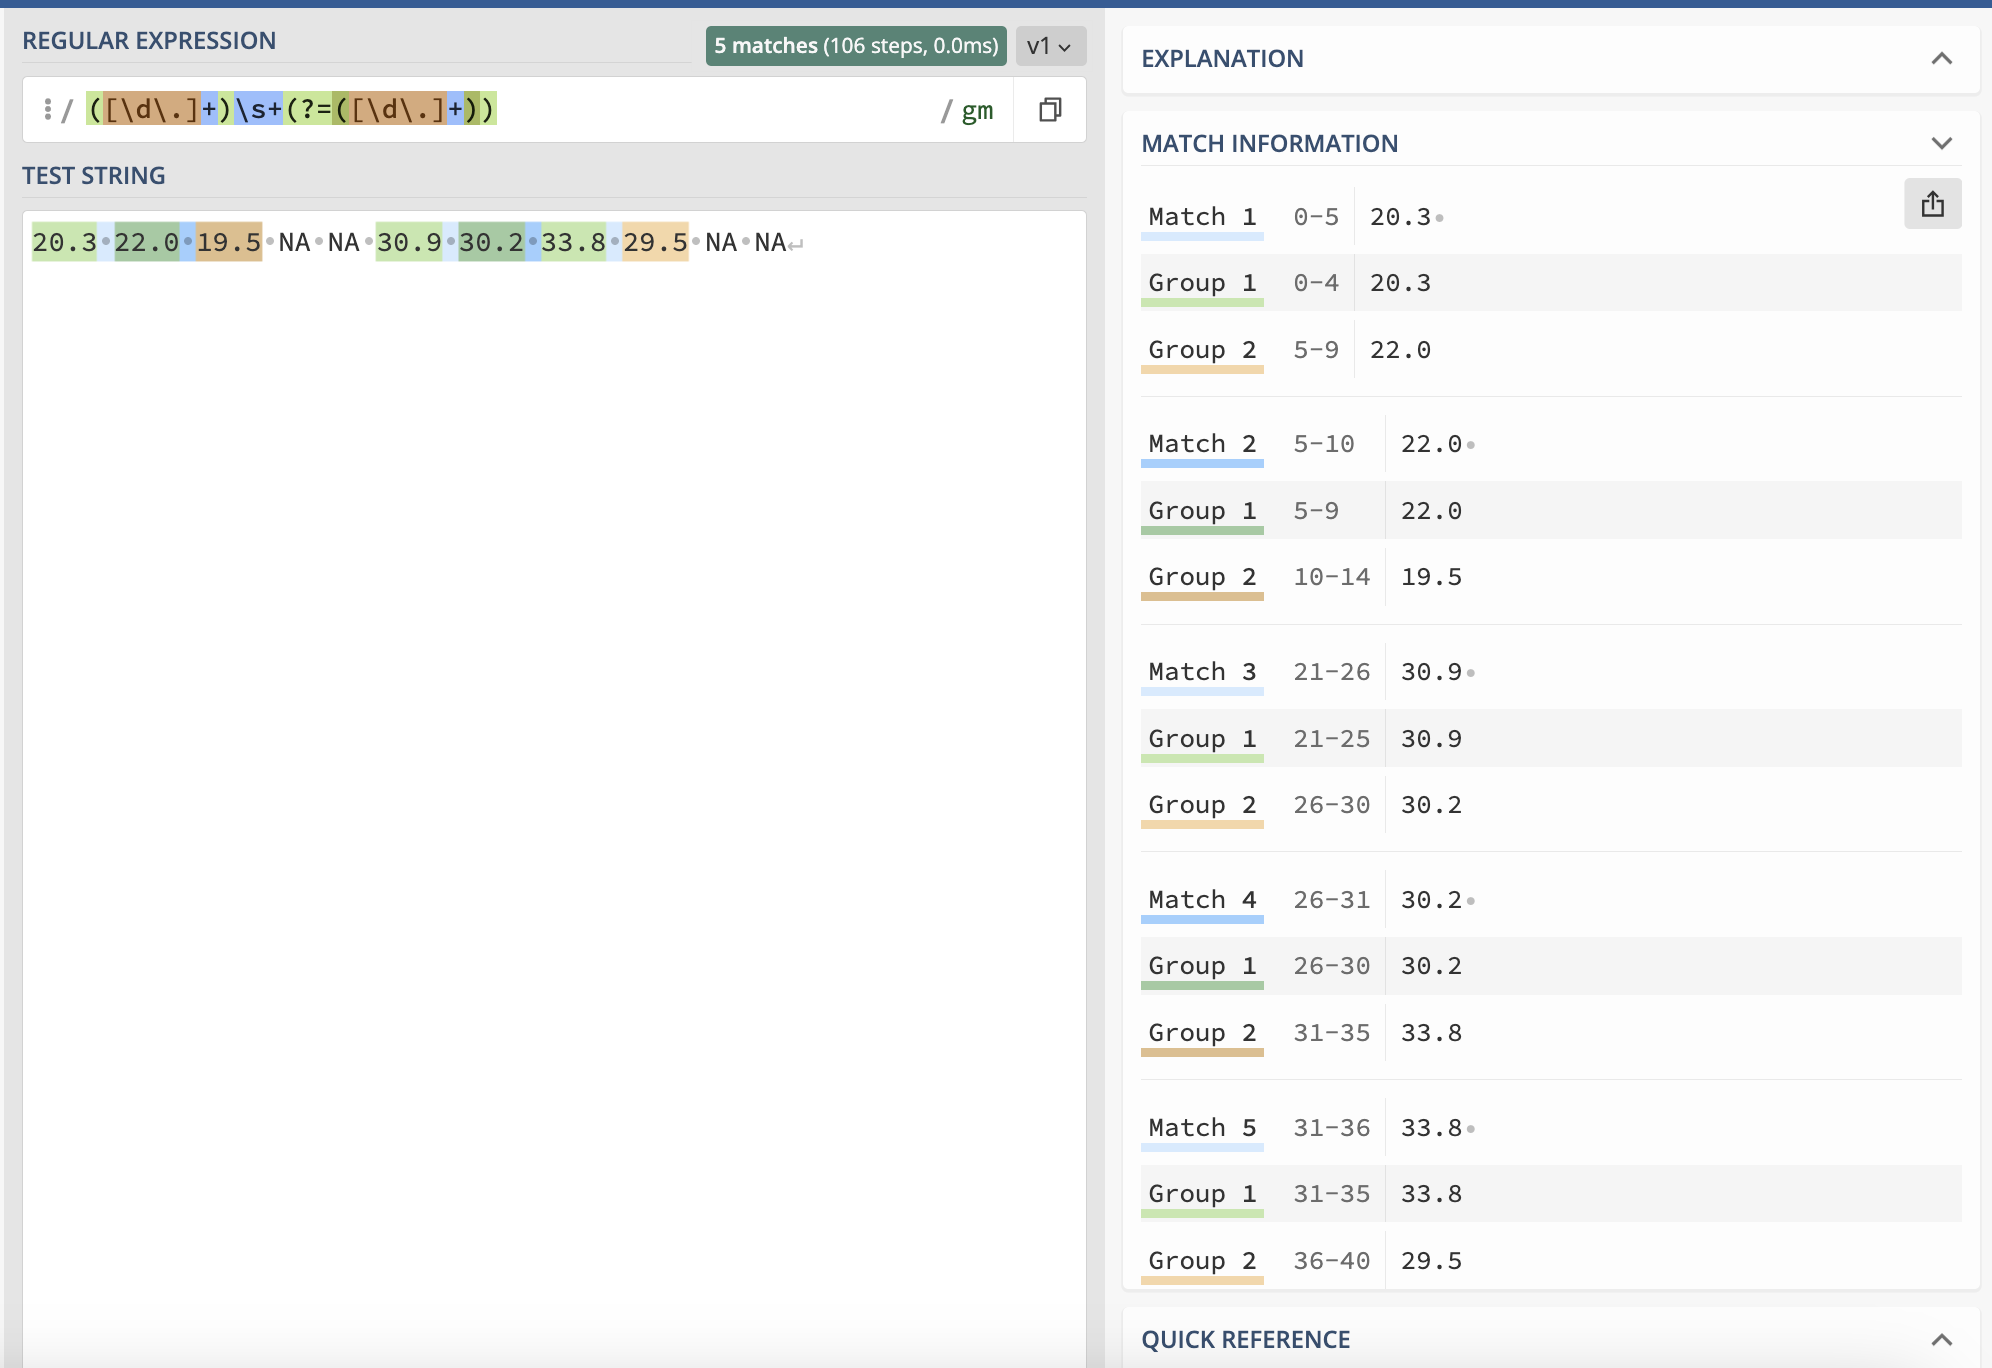 REGULAR EXPRESSION
5 matches (106 steps, 0.0ms)
v1
/ ([\d\.]+)\s+(?=([\d\.]+)) / gm
TEST STRING
20.3 22.0 19.5 NA NA 30.9 30.2 33.8 29.5 NA NA
EXPLANATION
MATCH INFORMATION
Match 1 0-5 20.3
Group 1 0-4 20.3
Group 2 5-9 22.0
Match 2 5-10 22.0
Group 1 5-9 22.0
Group 2 10-14 19.5
Match 3 21-26 30.9
Group 1 21-25 30.9
Group 2 26-30 30.2
Match 4 26-31 30.2
Group 1 26-30 30.2
Group 2 31-35 33.8
Match 5 31-36 33.8
Group 1 31-35 33.8
Group 2 36-40 29.5
QUICK REFERENCE